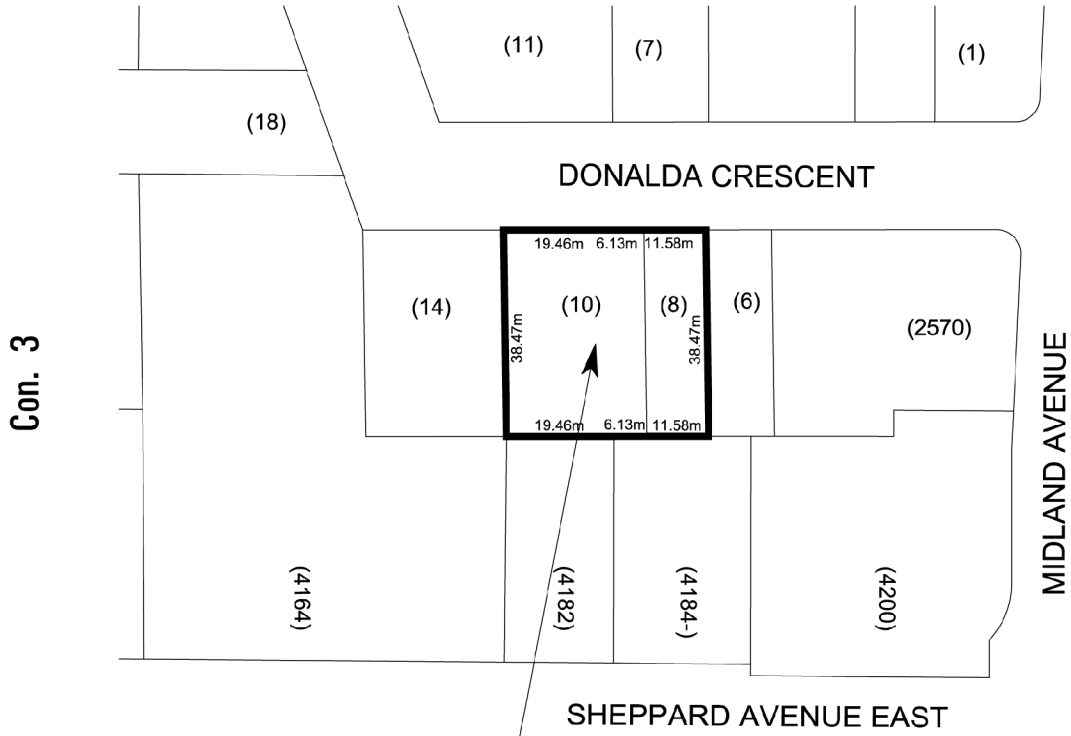 (11)
(7)
(1)
(18)
DONALDA CRESCENT
19.46m 6.13m 11.58m
(14)
(10)
(8)
(6)
(2570)
38.47m
38.47m
19.46m 6.13m 11.58m
Con. 3
MIDLAND AVENUE
(4164)
(4182)
(4184-)
(4200)
SHEPPARD AVENUE EAST